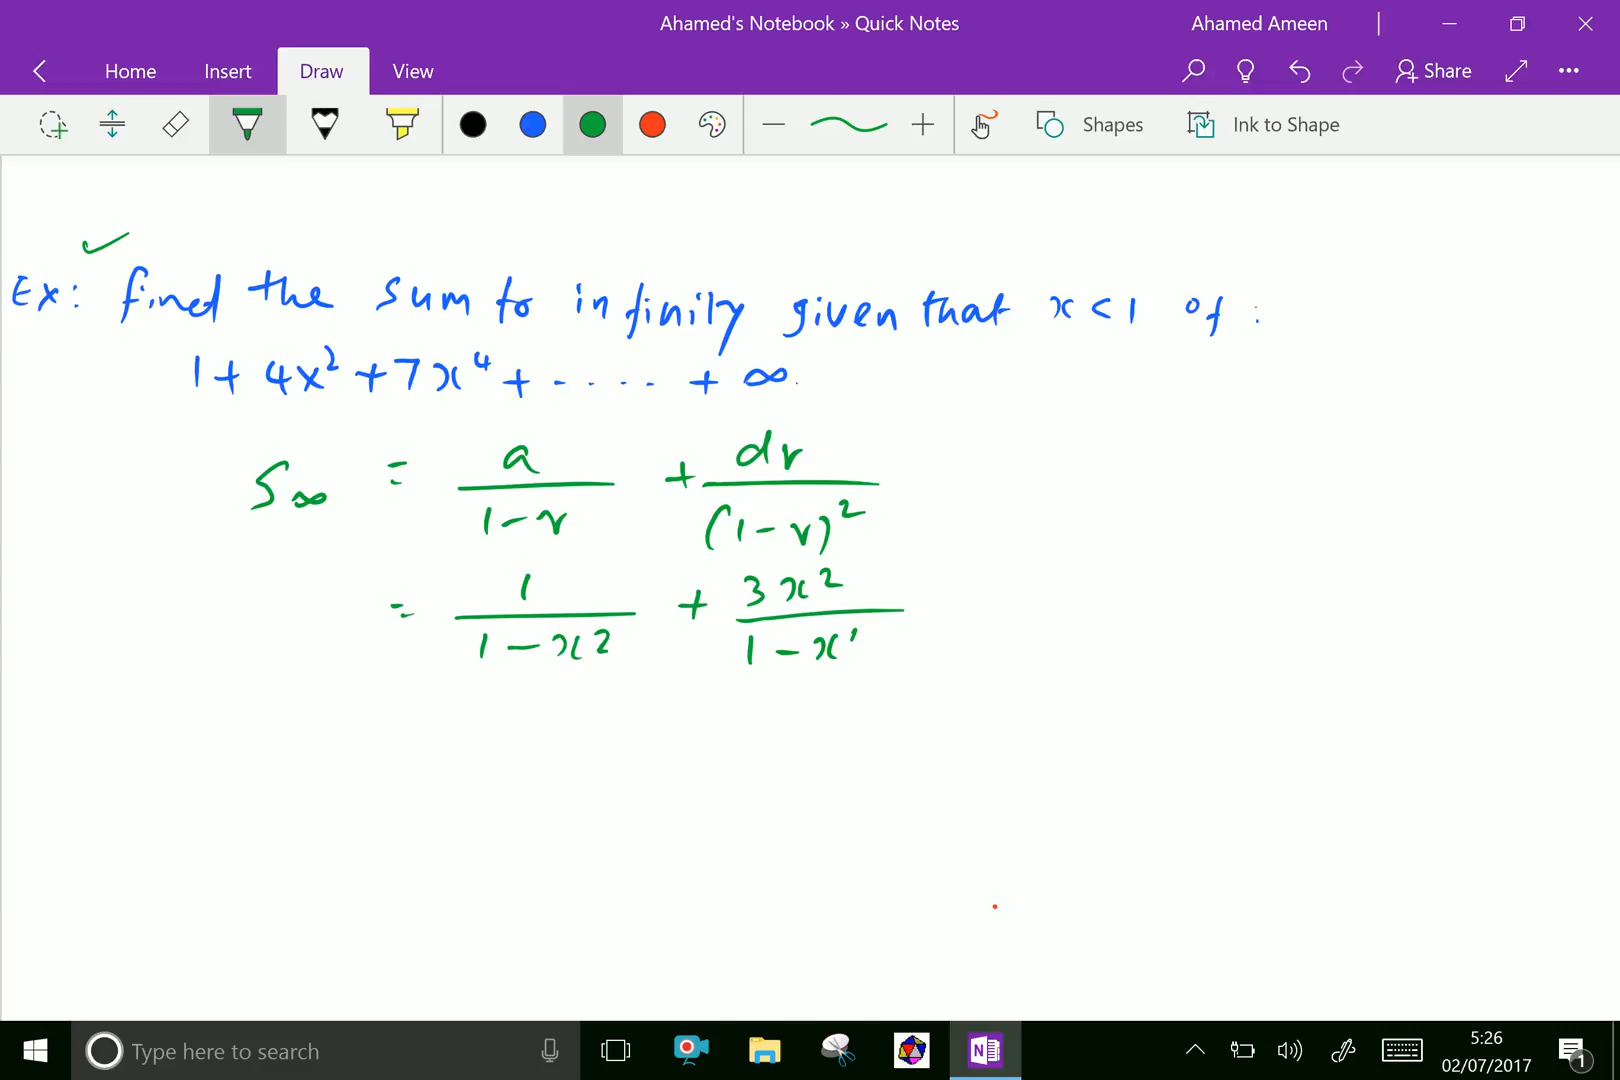 Ahamed's Notebook » Quick Notes
Ahamed Ameen
Home Insert Draw View
Share
Shapes
Ink to Shape
Ex: find the sum to infinity given that x < 1 of :
1 + 4x² + 7x⁴ + ..... + ∞.
S∞ = a/(1-r) + dr/(1-r)²
= 1/(1-x²) + 3x²/(1-x'
Type here to search
N
5:26
02/07/2017
1